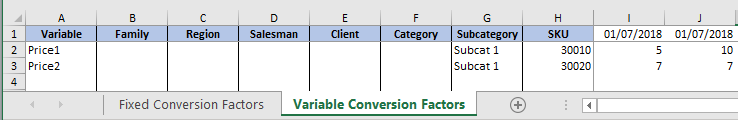 A B C D E F G H I J
1 Variable Family Region Salesman Client Category Subcategory SKU 01/07/2018 01/07/2018
2 Price1 Subcat 1 30010 5 10
3 Price2 Subcat 1 30020 7 7
4
Fixed Conversion Factors Variable Conversion Factors